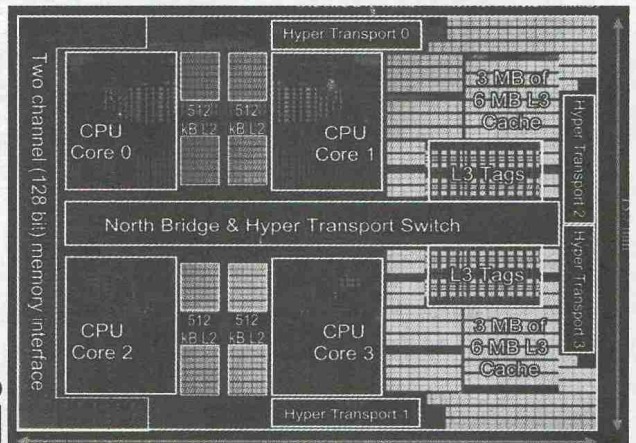 Hyper Transport 0
Two channel (128 bit) memory interface
CPU
Core 0
512
kB L2
512
kB L2
CPU
Core 1
3 MB of
6 MB L3
Cache
L3 Tags
Hyper Transport 2
North Bridge & Hyper Transport Switch
L3 Tags
Hyper Transport 3
CPU
Core 2
512
kB L2
512
kB L2
CPU
Core 3
3 MB of
6 MB L3
Cache
Hyper Transport 1